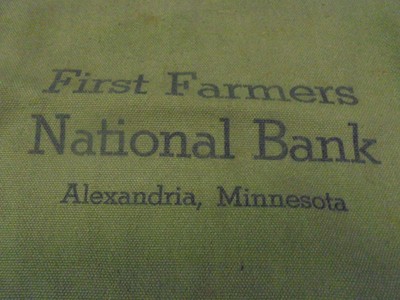 First Farmers
National Bank
Alexandria, Minnesota